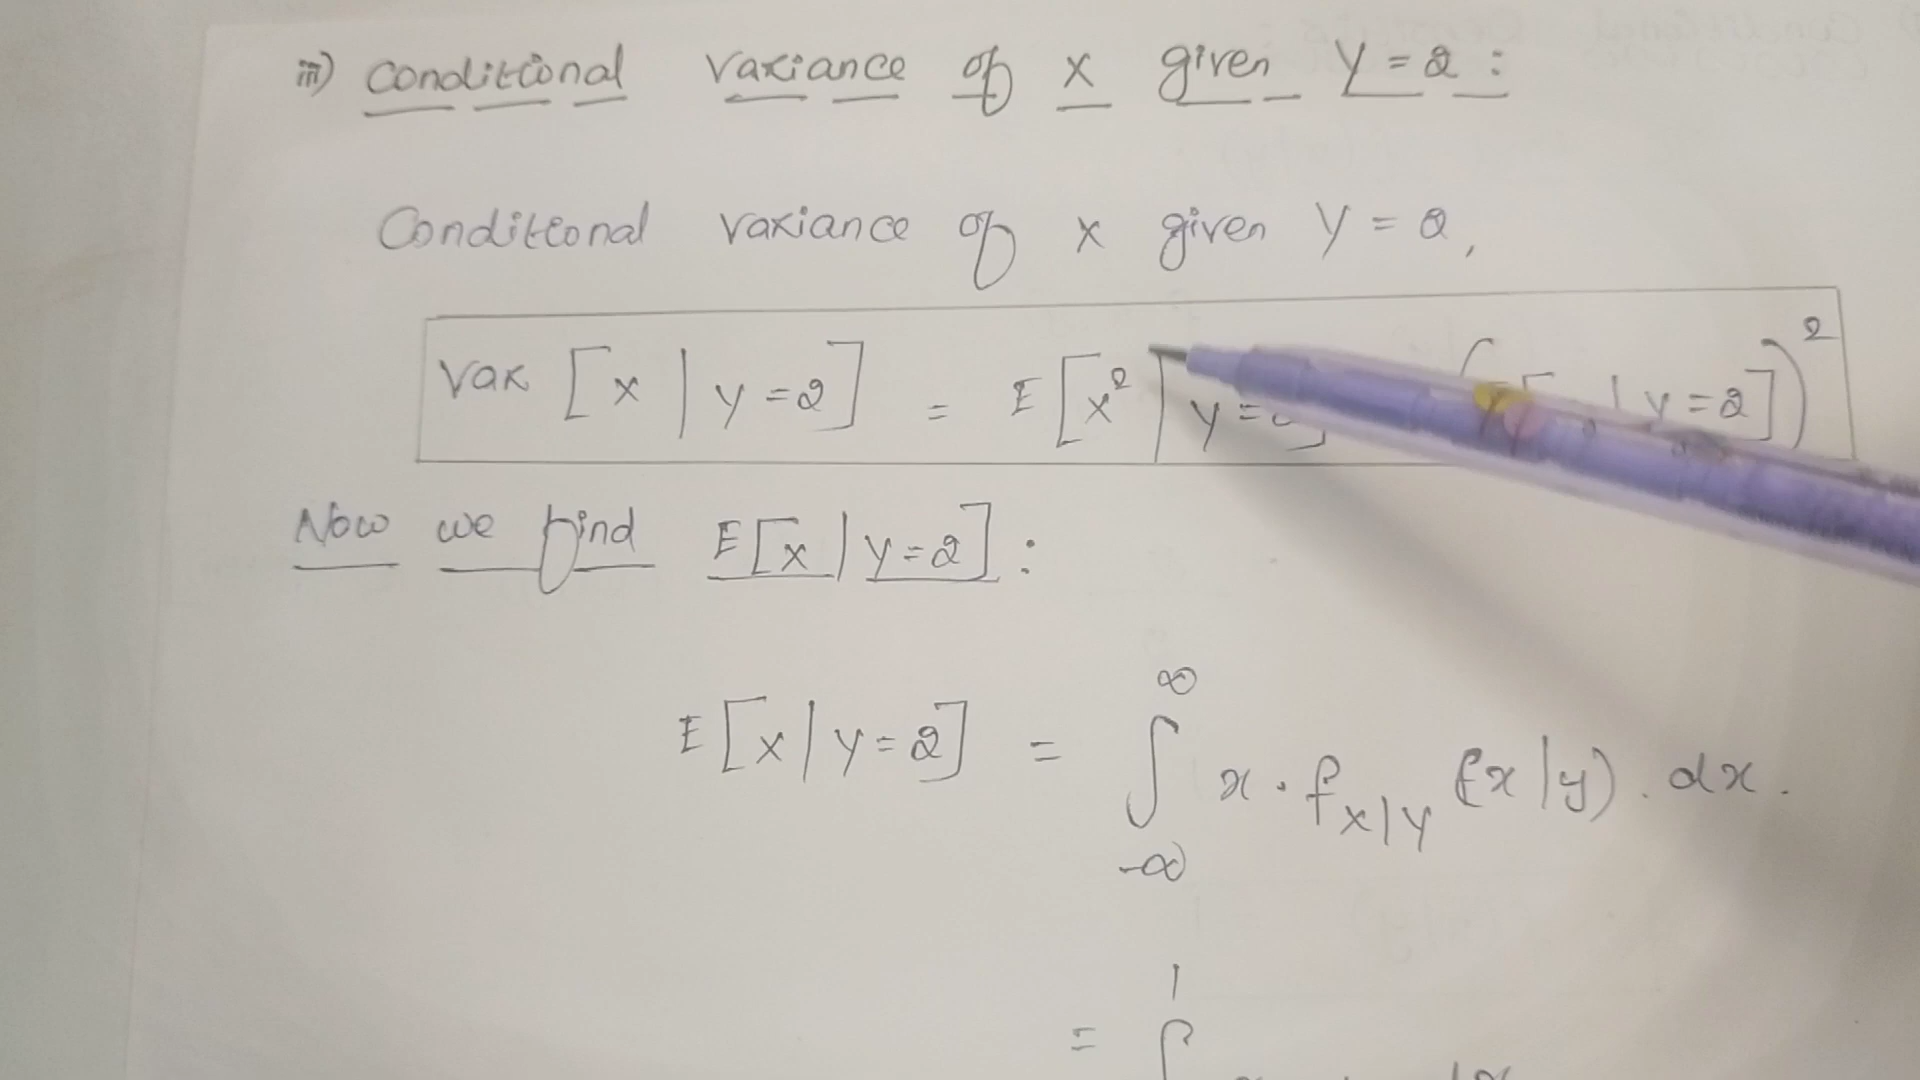 iii) Conditional Variance of X given Y = 2 :
Conditional variance of X given Y = 2,
Var [X | Y = 2] = E[X² | Y = ] ( | Y = 2])²
Now we find E[X | Y = 2] :
E[X | Y = 2] = ∫_{-∞}^{∞} x . f_{X|Y} (x | y) . dx .
= ∫^{1}